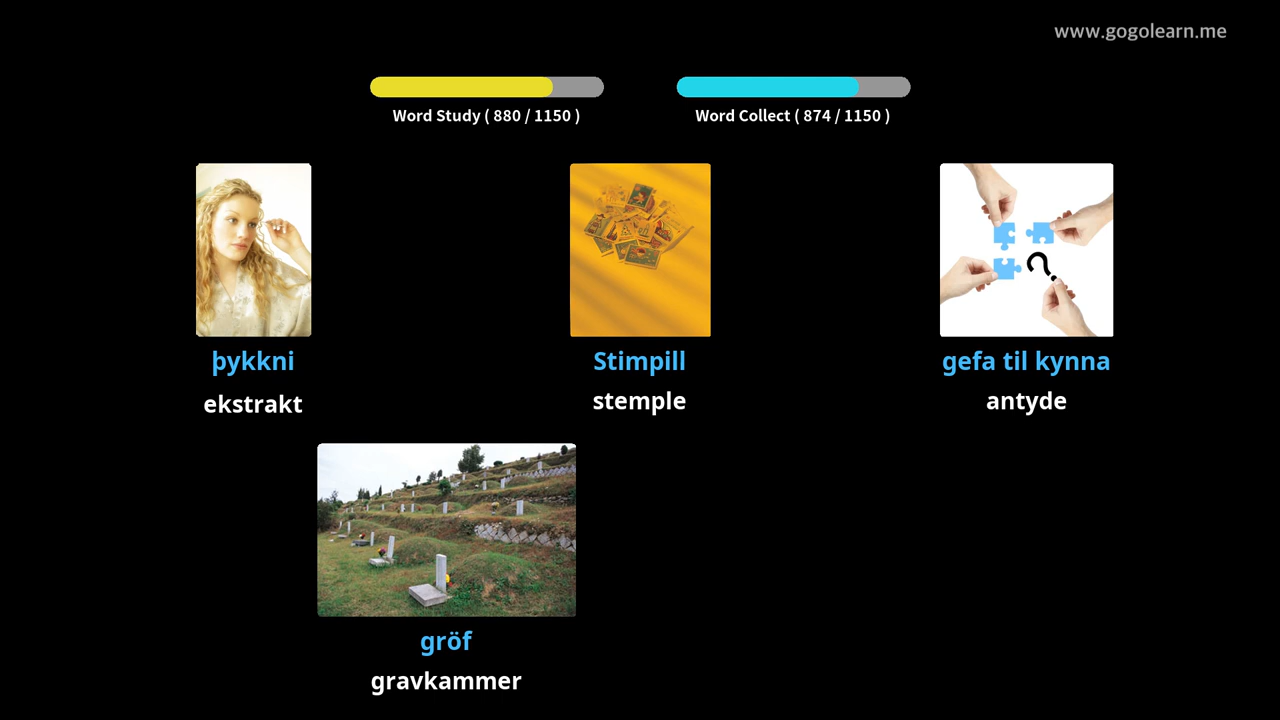 www.gogolearn.me
Word Study ( 880 / 1150 )
Word Collect ( 874 / 1150 )
þykkni
ekstrakt
Stimpill
stemple
gefa til kynna
antyde
gröf
gravkammer